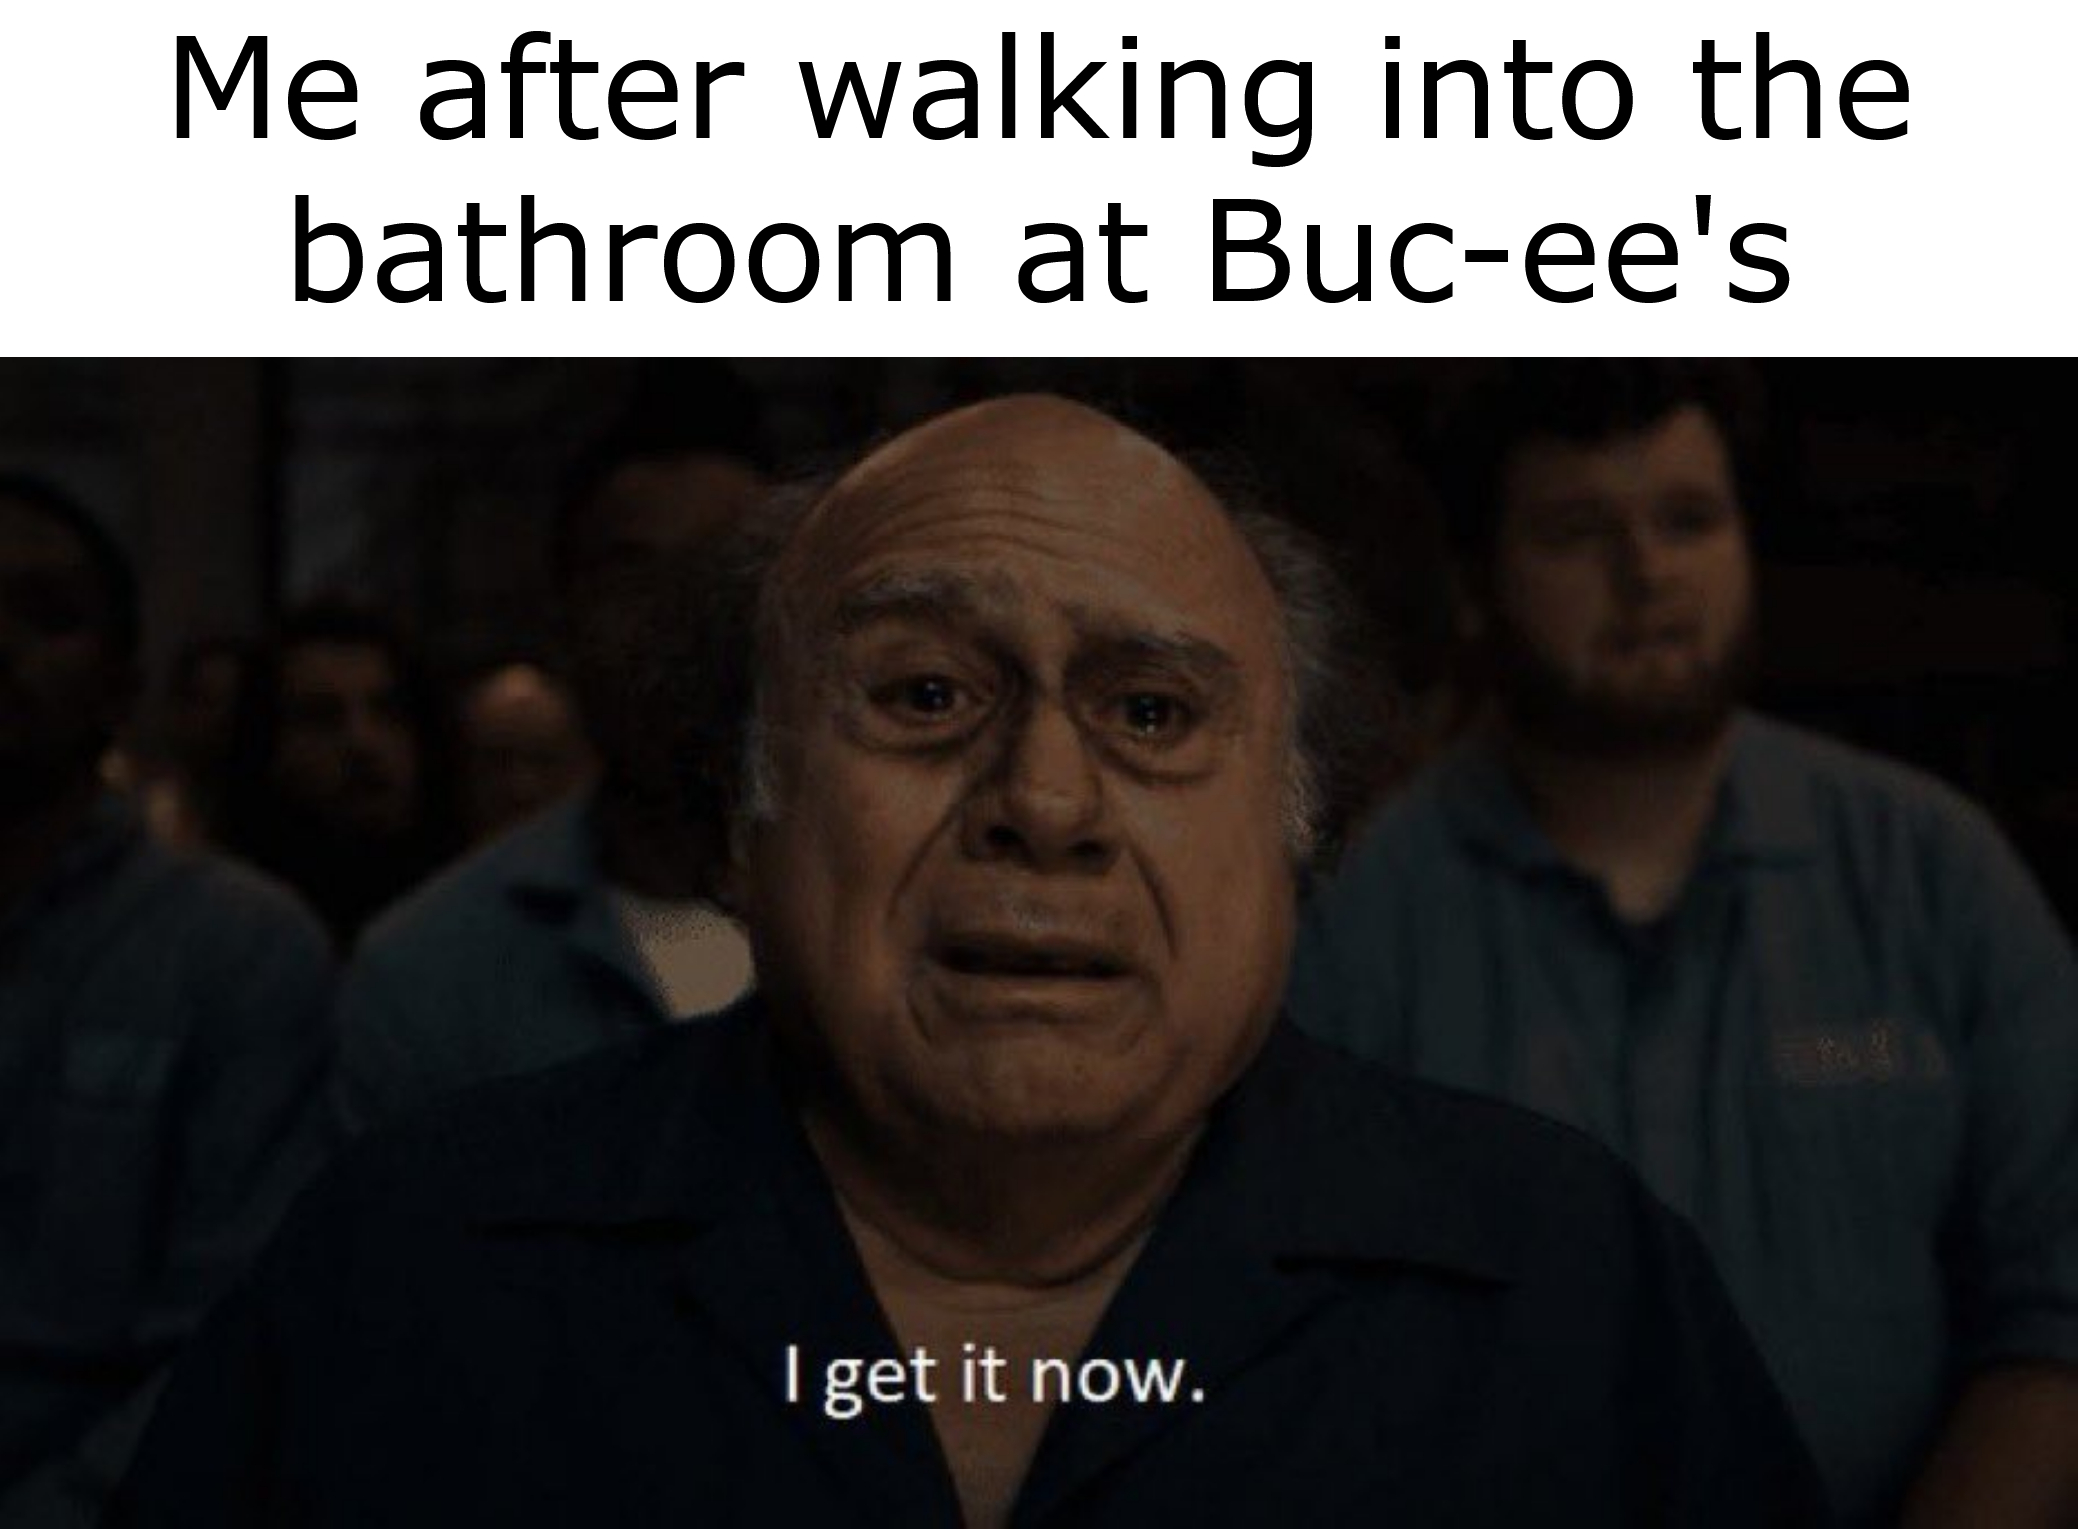 Me after walking into the
bathroom at Buc-ee's
I get it now.